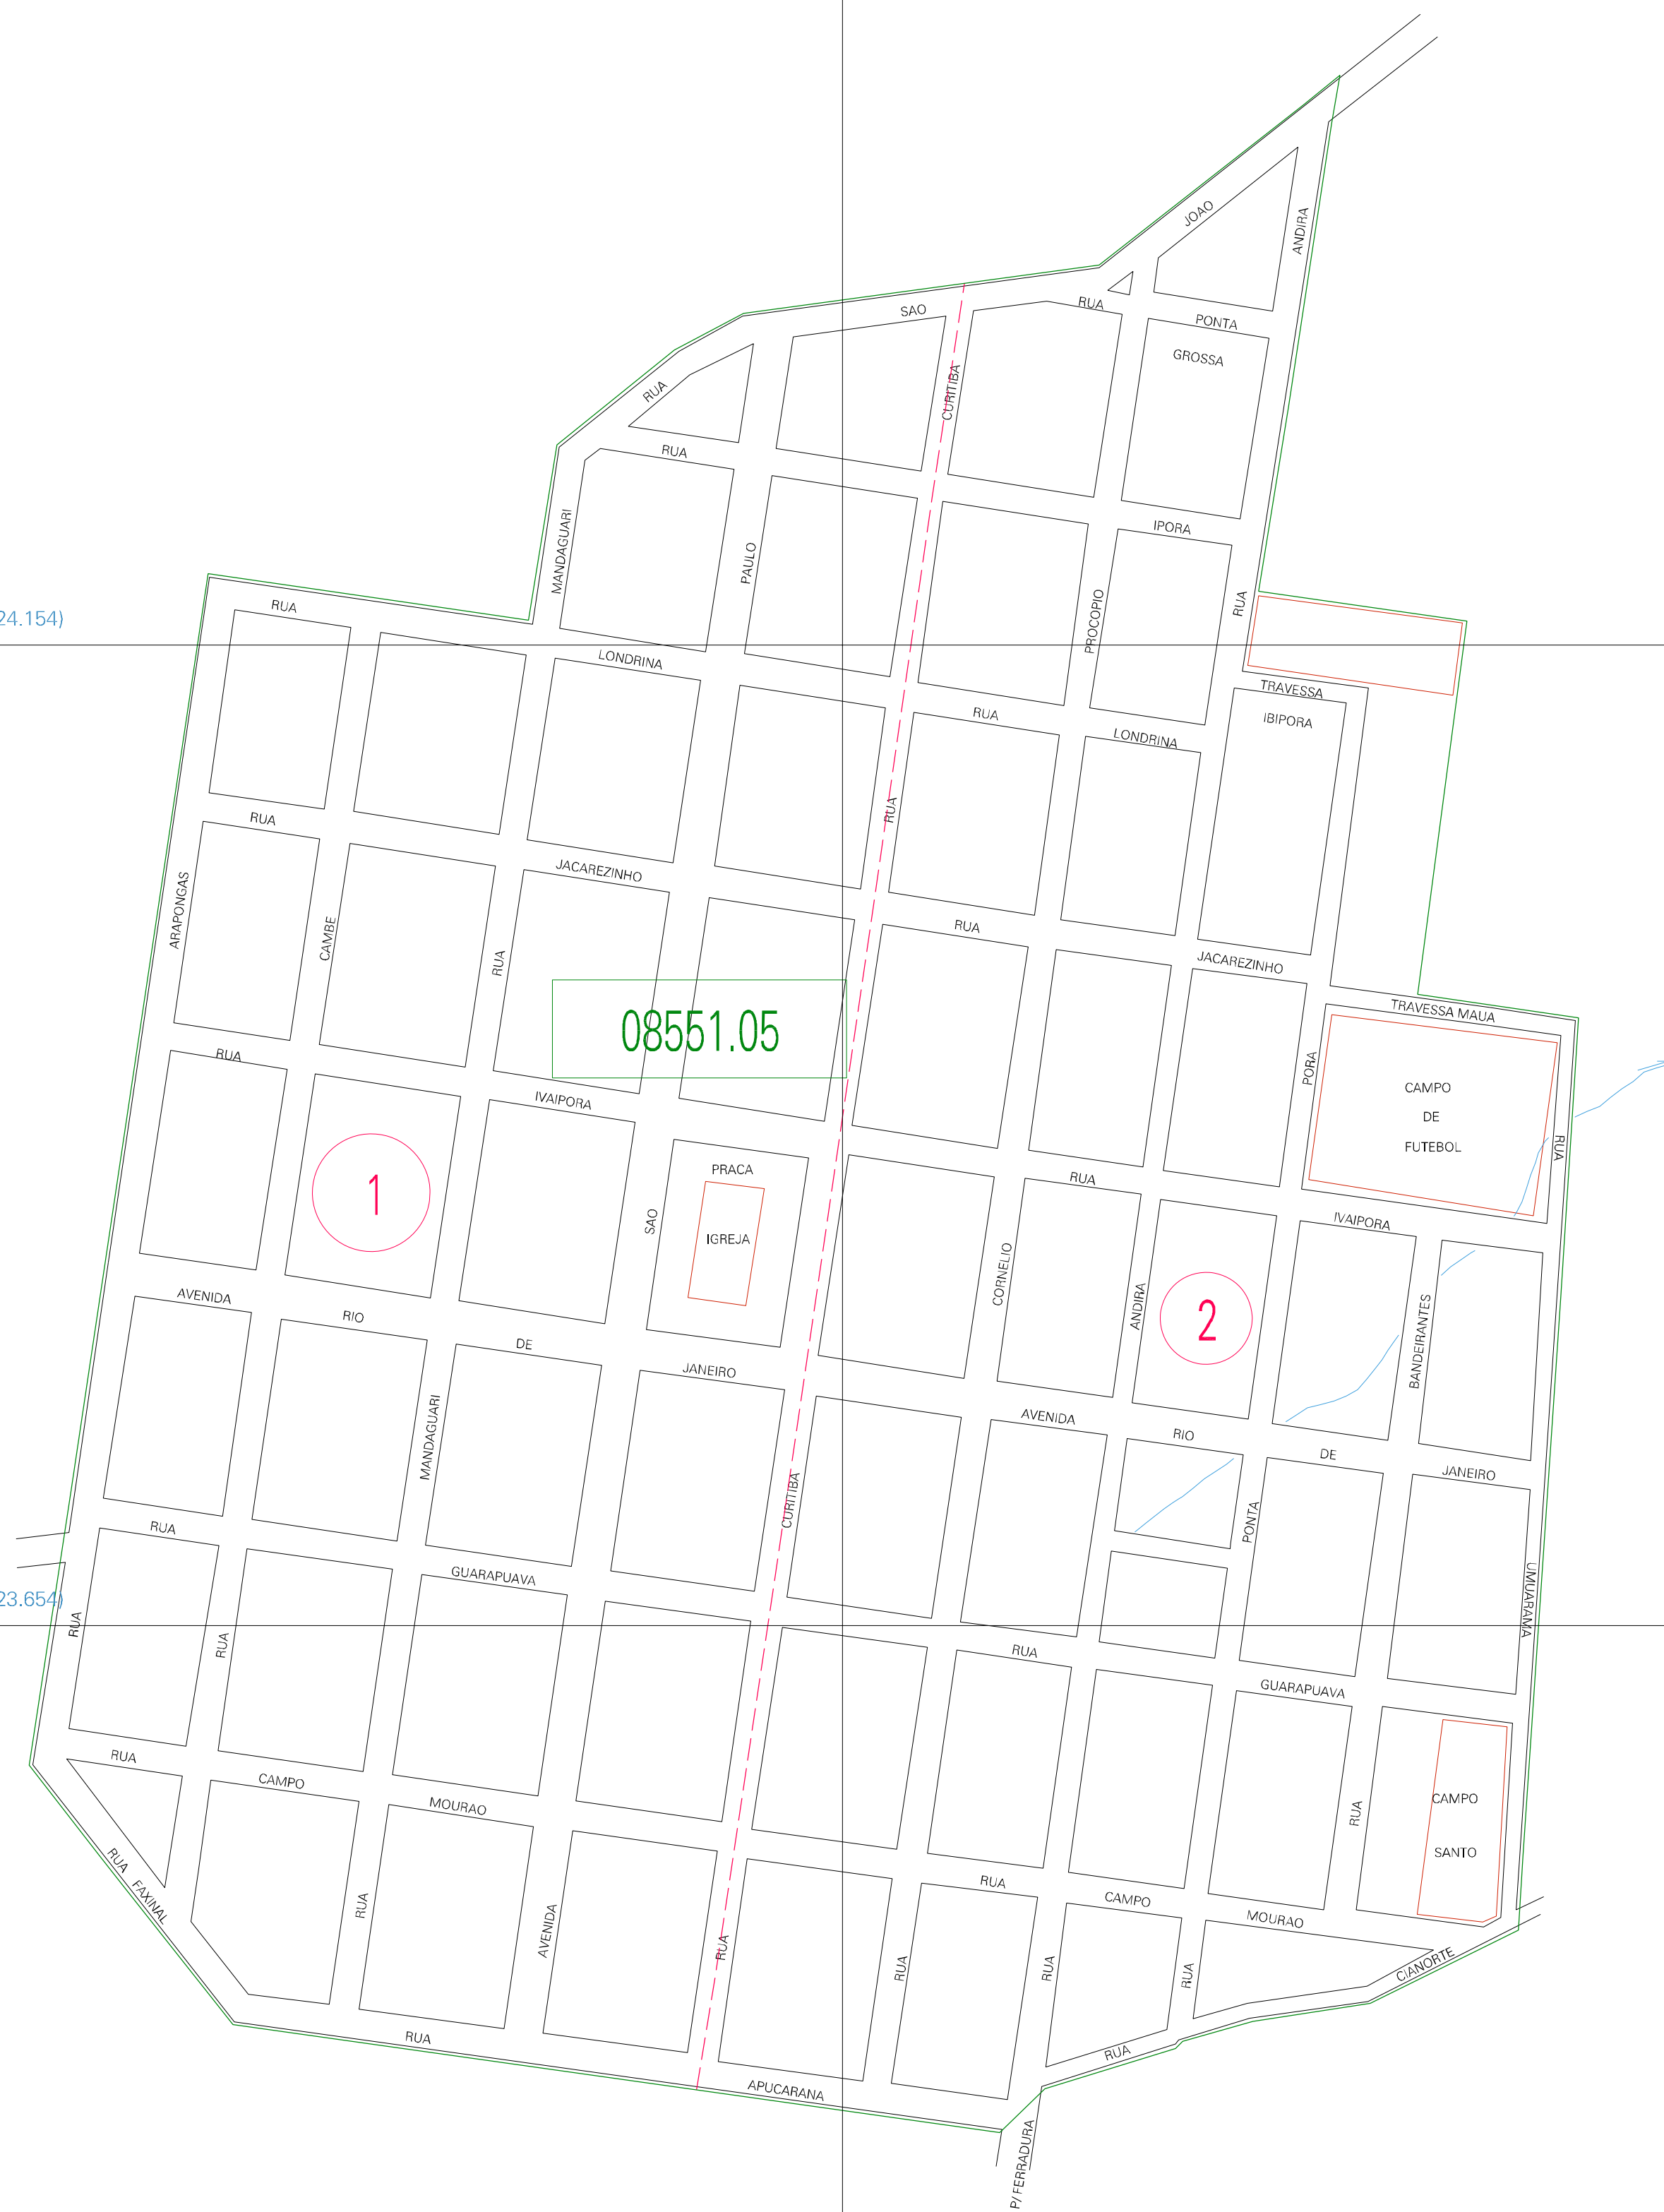 JOAO
ANDIRA
SAO
RUA
PONTA
GROSSA
CURITIBA
RUA
RUA
IPORA
MANDAGUARI
PAULO
PROCOPIO
RUA
RUA
24.154)
LONDRINA
TRAVESSA
IBIPORA
RUA
LONDRINA
RUA
RUA
JACAREZINHO
ARAPONGAS
CAMBE
RUA
RUA
JACAREZINHO
TRAVESSA MAUA
08551.05
RUA
IVAIPORA
PORA
CAMPO
DE
FUTEBOL
RUA
1
PRACA
IGREJA
SAO
RUA
IVAIPORA
CORNELIO
ANDIRA
2
BANDEIRANTES
AVENIDA
RIO
DE
JANEIRO
AVENIDA
RIO
DE
JANEIRO
MANDAGUARI
CURITIBA
PONTA
RUA
GUARAPUAVA
UMUARAMA
23.654)
RUA
RUA
RUA
GUARAPUAVA
RUA
CAMPO
MOURAO
RUA
CAMPO
SANTO
RUA
FAXINAL
RUA
AVENIDA
RUA
RUA
CAMPO
MOURAO
RUA
RUA
RUA
CIANORTE
RUA
RUA
APUCARANA
P/ FERRADURA